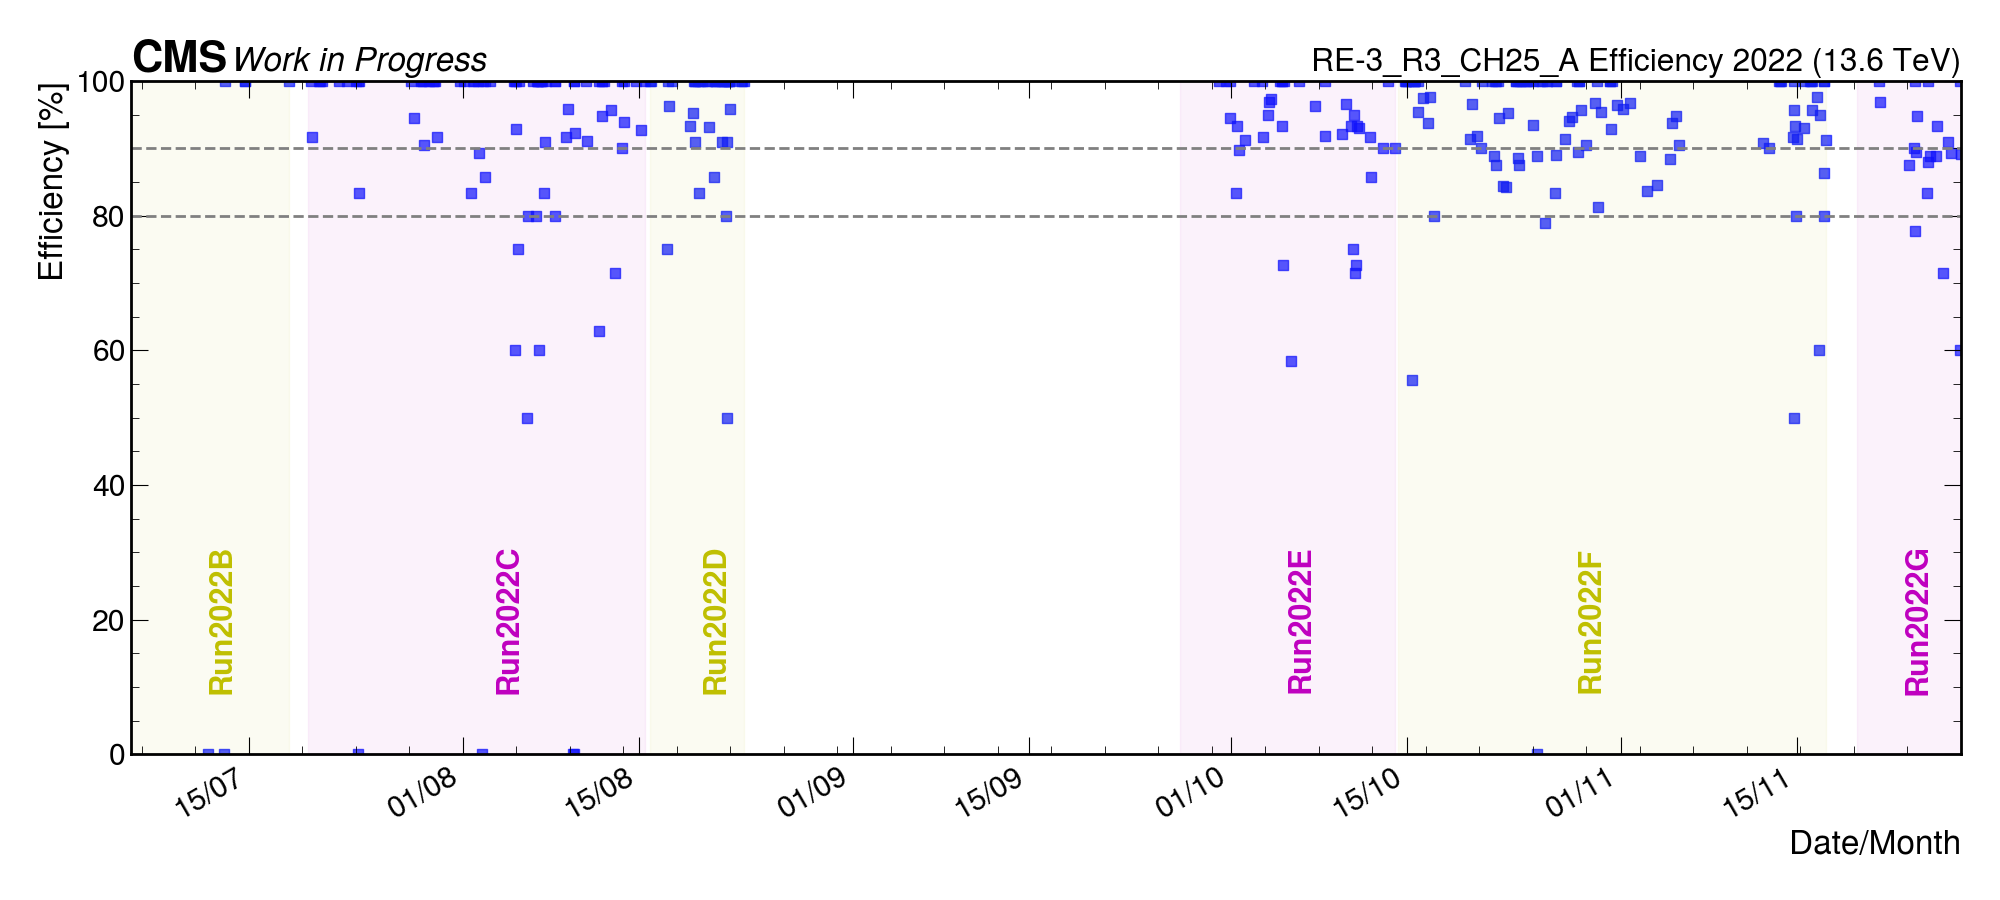 CMS Work in Progress
RE-3_R3_CH25_A Efficiency 2022 (13.6 TeV)
Efficiency [%]
100
80
60
40
20
0
Run2022B
Run2022C
Run2022D
Run2022E
Run2022F
Run2022G
15/07
01/08
15/08
01/09
15/09
01/10
15/10
01/11
15/11
Date/Month